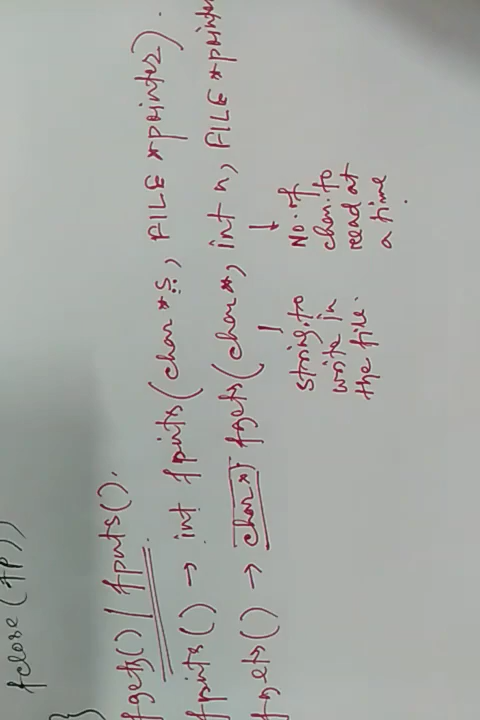 fclose(fp))
}
fgets() / fputs().
fputs() → int fputs(char *s, FILE *pointer).
fgets() → char * fgets(char *, int n, FILE *pointer
↓ string to write in the file.
↓ No. of char. to read at a time.